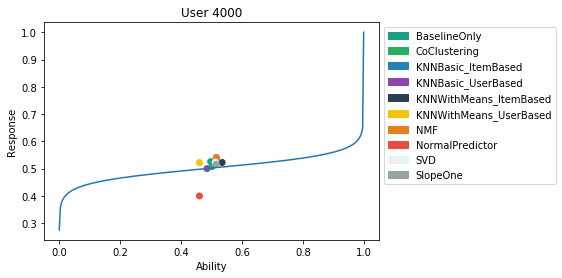 User 4000
1.0
0.9
0.8
0.7
0.6
0.5
0.4
0.3
Response
0.0 0.2 0.4 0.6 0.8 1.0
Ability
BaselineOnly
CoClustering
KNNBasic_ItemBased
KNNBasic_UserBased
KNNWithMeans_ItemBased
KNNWithMeans_UserBased
NMF
NormalPredictor
SVD
SlopeOne